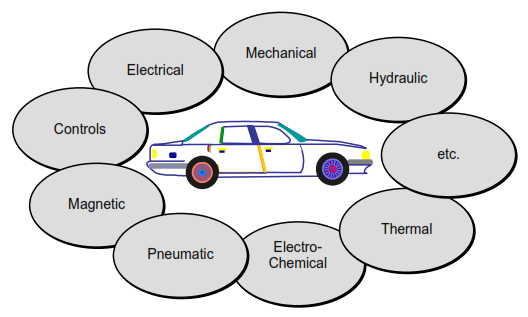 Mechanical
Electrical
Hydraulic
Controls
etc.
Magnetic
Thermal
Pneumatic
Electro-
Chemical